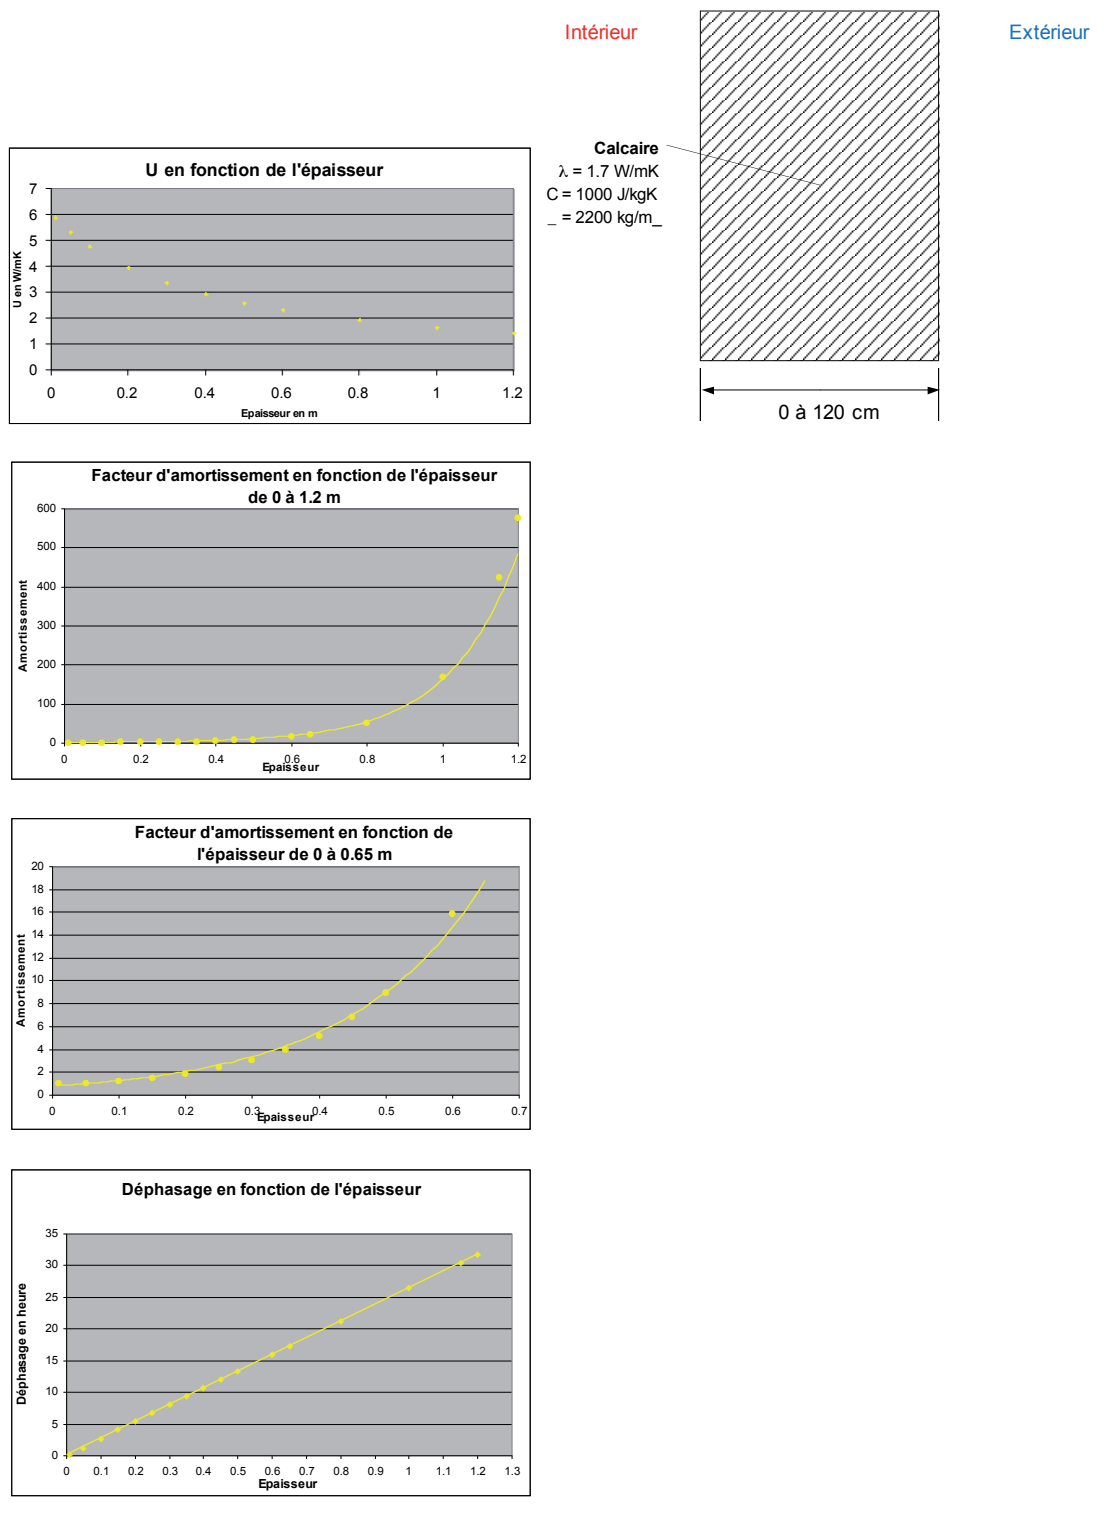 Intérieur
Extérieur
Calcaire
λ = 1.7 W/mK
C = 1000 J/kgK
_ = 2200 kg/m_
0 à 120 cm
U en fonction de l'épaisseur
U en W/mK
7
6
5
4
3
2
1
0
0 0.2 0.4 0.6 0.8 1 1.2
Epaisseur en m
Facteur d'amortissement en fonction de l'épaisseur
de 0 à 1.2 m
Amortissement
600
500
400
300
200
100
0
0 0.2 0.4 0.6 0.8 1 1.2
Epaisseur
Facteur d'amortissement en fonction de
l'épaisseur de 0 à 0.65 m
Amortissement
20
18
16
14
12
10
8
6
4
2
0
0 0.1 0.2 0.3 0.4 0.5 0.6 0.7
Epaisseur
Déphasage en fonction de l'épaisseur
Déphasage en heure
35
30
25
20
15
10
5
0
0 0.1 0.2 0.3 0.4 0.5 0.6 0.7 0.8 0.9 1 1.1 1.2 1.3
Epaisseur